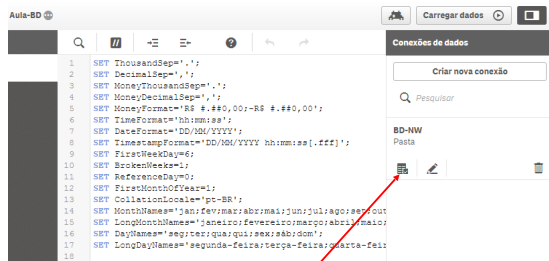 Aula-BD
Carregar dados
Conexões de dados
Criar nova conexão
Pesquisar
BD-NW
Pasta
1 SET ThousandSep='.';
2 SET DecimalSep=',';
3 SET MoneyThousandSep='.';
4 SET MoneyDecimalSep=',';
5 SET MoneyFormat='R$ #.##0,00;-R$ #.##0,00';
6 SET TimeFormat='hh:mm:ss';
7 SET DateFormat='DD/MM/YYYY';
8 SET TimestampFormat='DD/MM/YYYY hh:mm:ss[.fff]';
9 SET FirstWeekDay=6;
10 SET BrokenWeeks=1;
11 SET ReferenceDay=0;
12 SET FirstMonthOfYear=1;
13 SET CollationLocale='pt-BR';
14 SET MonthNames='jan;fev;mar;abr;mai;jun;jul;ago;set;out
15 SET LongMonthNames='janeiro;fevereiro;março;abril;maio;
16 SET DayNames='seg;ter;qua;qui;sex;sáb;dom';
17 SET LongDayNames='segunda-feira;terça-feira;quarta-feir
18